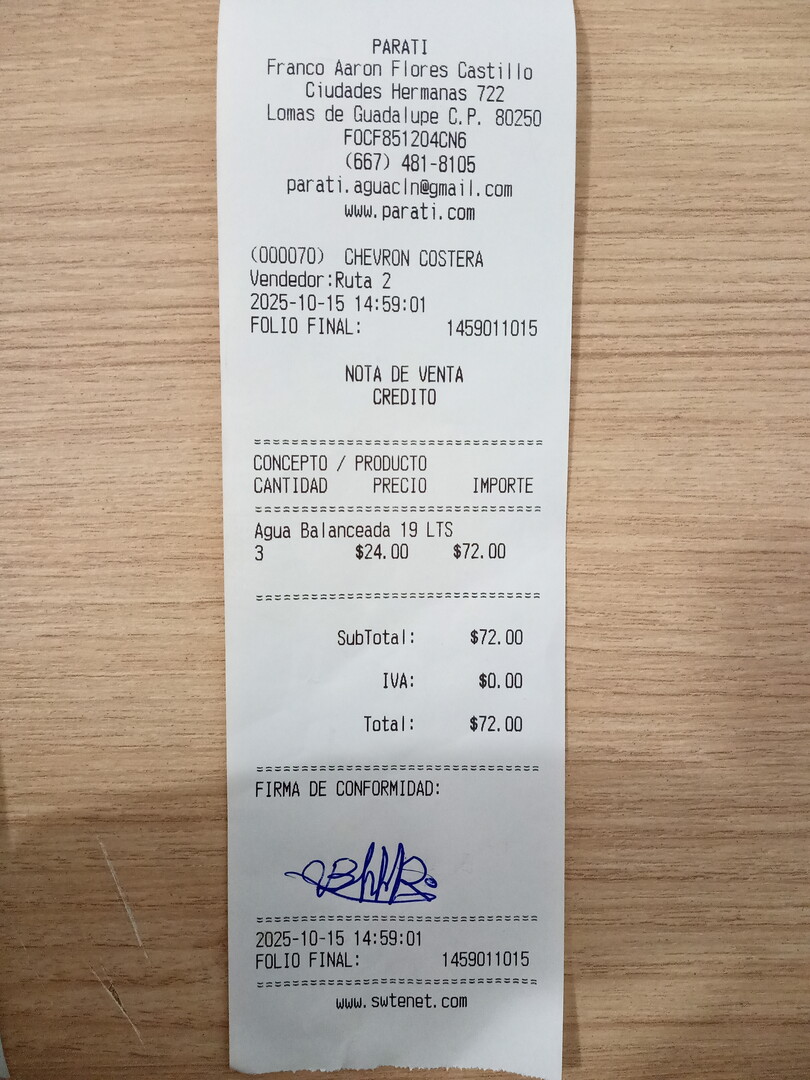 PARATI
Franco Aaron Flores Castillo
Ciudades Hermanas 722
Lomas de Guadalupe C.P. 80250
FOCF851204CN6
(667) 481-8105
parati.aguacln@gmail.com
www.parati.com
(000070) CHEVRON COSTERA
Vendedor:Ruta 2
2025-10-15 14:59:01
FOLIO FINAL: 1459011015
NOTA DE VENTA
CREDITO
CONCEPTO / PRODUCTO
CANTIDAD PRECIO IMPORTE
Agua Balanceada 19 LTS
3 $24.00 $72.00
SubTotal: $72.00
IVA: $0.00
Total: $72.00
FIRMA DE CONFORMIDAD:
2025-10-15 14:59:01
FOLIO FINAL: 1459011015
www.swtenet.com